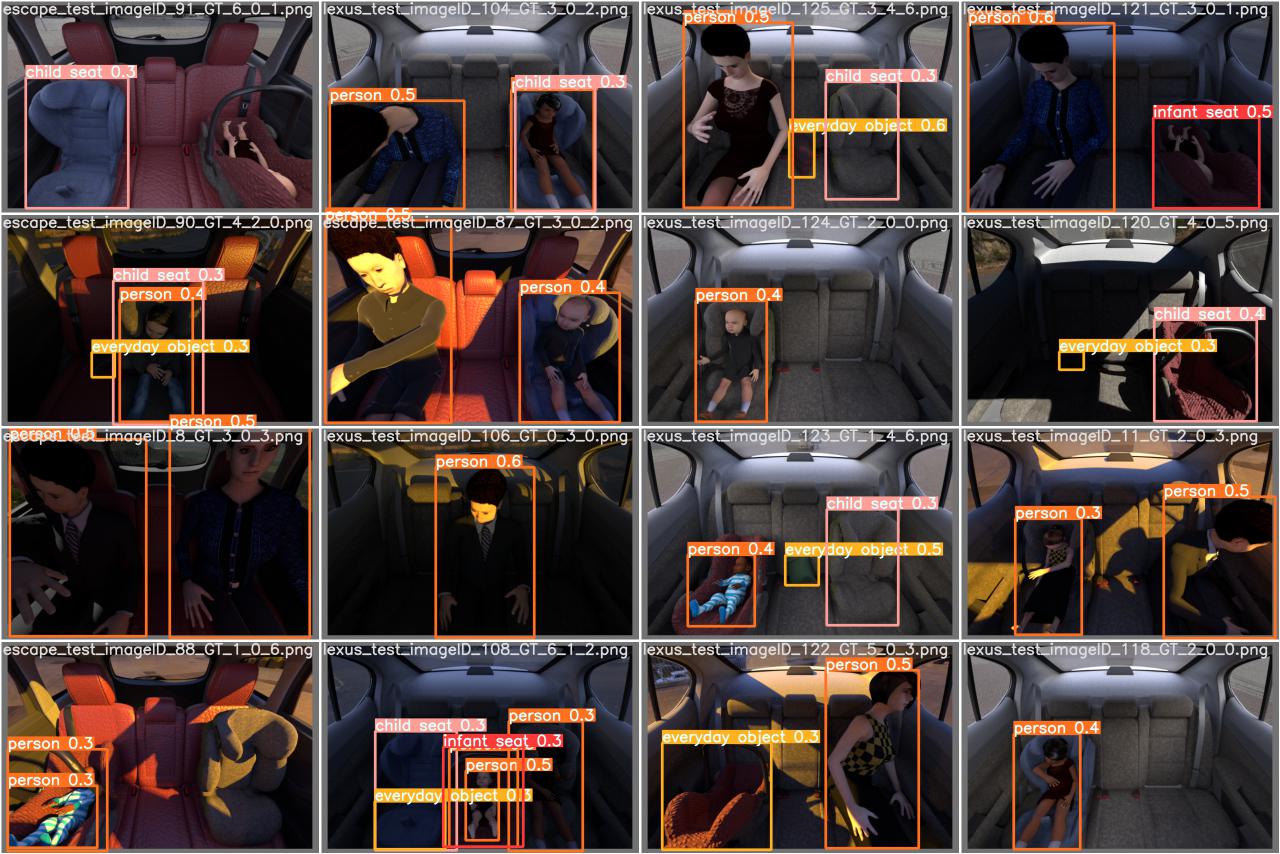 escape_test_imageID_91_GT_6_0_1.png
child seat 0.3
lexus_test_imageID_104_GT_3_0_2.png
child seat 0.3
person 0.5
lexus_test_imageID_125_GT_3_4_6.png
person 0.5
child seat 0.3
everyday object 0.6
lexus_test_imageID_121_GT_3_0_1.png
person 0.6
infant seat 0.5
escape_test_imageID_90_GT_4_2_0.png
child seat 0.3
person 0.4
everyday object 0.3
person 0.5
person 0.5
escape_test_imageID_87_GT_3_0_2.png
person 0.4
lexus_test_imageID_124_GT_2_0_0.png
person 0.4
lexus_test_imageID_120_GT_4_0_5.png
child seat 0.4
everyday object 0.3
person 0.5
escape_test_imageID_8_GT_3_0_3.png
lexus_test_imageID_106_GT_0_3_0.png
person 0.6
lexus_test_imageID_123_GT_1_4_6.png
child seat 0.3
person 0.4
everyday object 0.5
lexus_test_imageID_11_GT_2_0_3.png
person 0.5
person 0.3
escape_test_imageID_88_GT_1_0_6.png
person 0.3
person 0.3
lexus_test_imageID_108_GT_6_1_2.png
person 0.3
child seat 0.3
infant seat 0.3
person 0.5
everyday object 0.3
lexus_test_imageID_122_GT_5_0_3.png
person 0.5
everyday object 0.3
lexus_test_imageID_118_GT_2_0_0.png
person 0.4